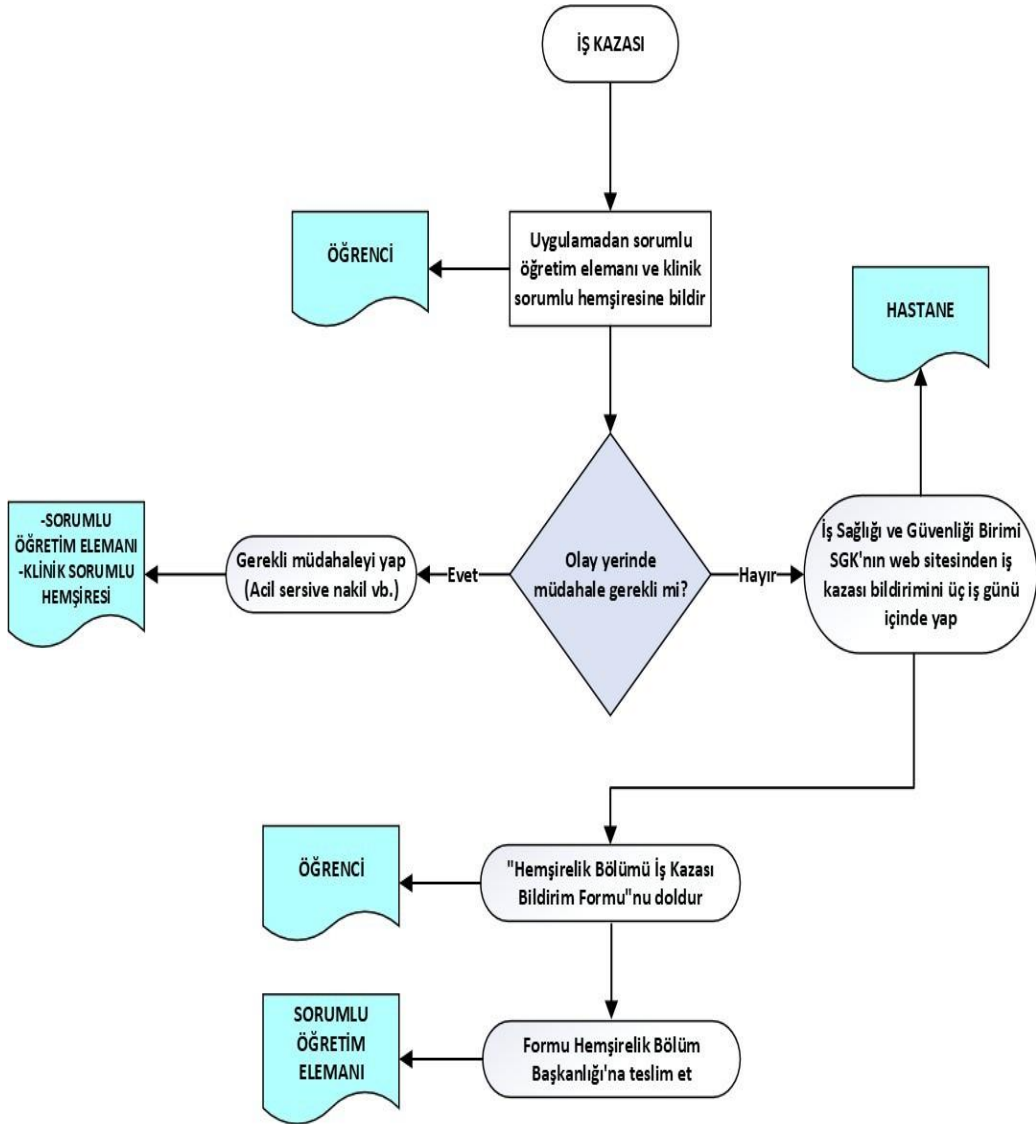 İŞ KAZASI
ÖĞRENCİ
Uygulamadan sorumlu
öğretim elemanı ve klinik
sorumlu hemşiresine bildir
HASTANE
-SORUMLU
ÖĞRETİM ELEMANI
-KLİNİK SORUMLU
HEMŞİRESİ
Gerekli müdahaleyi yap
(Acil sersive nakil vb.)
Evet
Olay yerinde
müdahale gerekli mi?
Hayır
İş Sağlığı ve Güvenliği Birimi
SGK'nın web sitesinden iş
kazası bildirimini üç iş günü
içinde yap
ÖĞRENCİ
"Hemşirelik Bölümü İş Kazası
Bildirim Formu"nu doldur
SORUMLU
ÖĞRETİM
ELEMANI
Formu Hemşirelik Bölüm
Başkanlığı'na teslim et